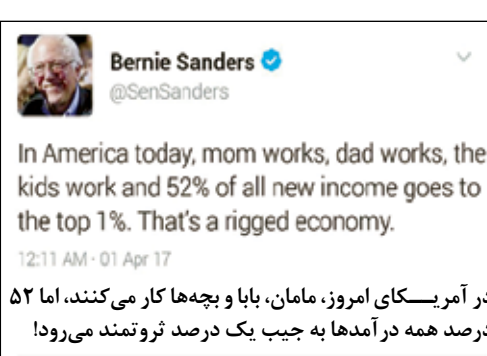 Bernie Sanders
@SenSanders
In America today, mom works, dad works, the
kids work and 52% of all new income goes to
the top 1%. That's a rigged economy.
12:11 AM · 01 Apr 17
در آمریـــکای امروز، مامان، بابا و بچه‌ها کار می‌کنند، اما ۵۲
درصد همه درآمدها به جیب یک درصد ثروتمند می‌رود!